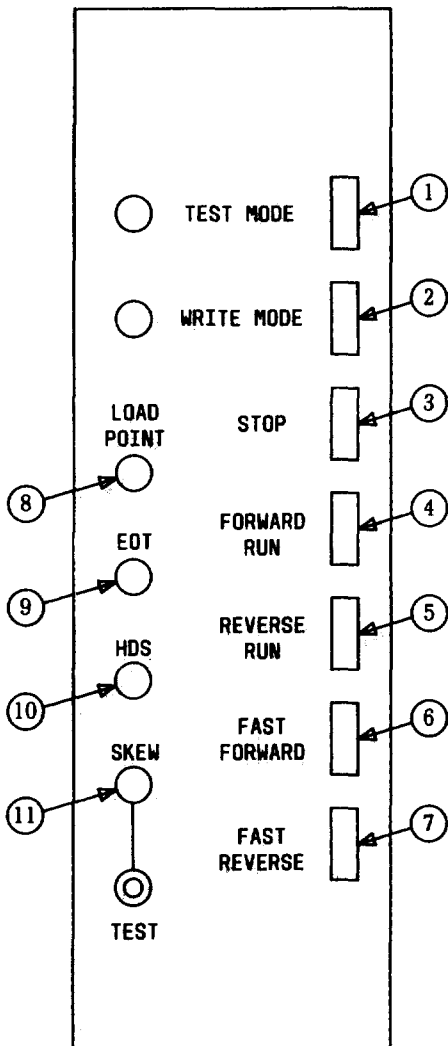 1
TEST MODE
2
WRITE MODE
3
LOAD
POINT
STOP
8
4
FORWARD
RUN
EOT
9
5
REVERSE
RUN
HDS
10
6
FAST
FORWARD
SKEW
11
7
FAST
REVERSE
TEST